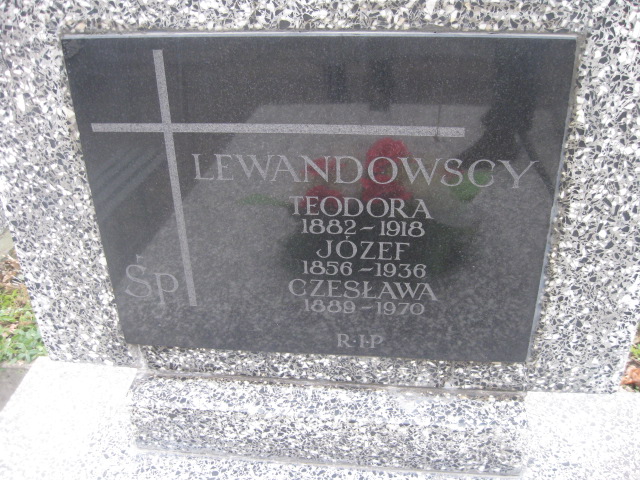 LEWANDOWSCY
TEODORA
1882-1918
JÓZEF
1856-1936
CZESŁAWA
1889-1970
ŚP
R·I·P